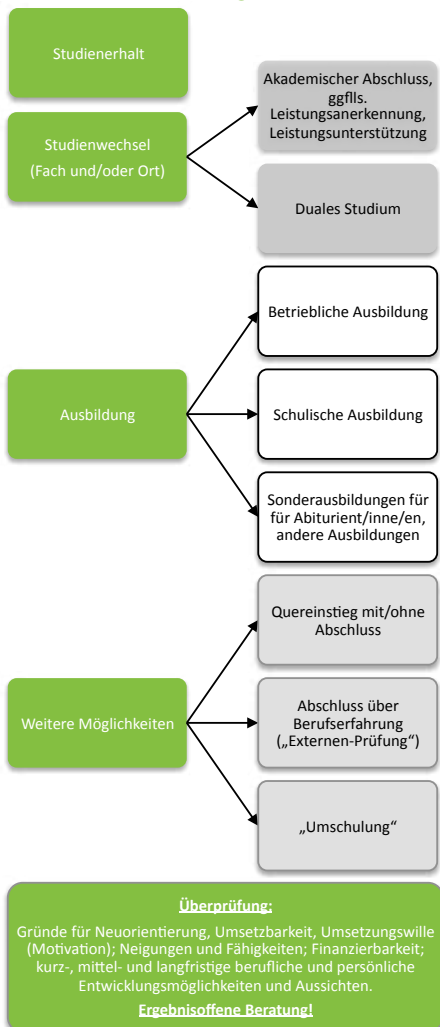 Studienerhalt
Studienwechsel
(Fach und/oder Ort)
Akademischer Abschluss,
ggflls.
Leistungsanerkennung,
Leistungsunterstützung
Duales Studium
Ausbildung
Betriebliche Ausbildung
Schulische Ausbildung
Sonderausbildungen für
für Abiturient/inne/en,
andere Ausbildungen
Weitere Möglichkeiten
Quereinstieg mit/ohne
Abschluss
Abschluss über
Berufserfahrung
(„Externen-Prüfung“)
„Umschulung“
Überprüfung:
Gründe für Neuorientierung, Umsetzbarkeit, Umsetzungswille
(Motivation); Neigungen und Fähigkeiten; Finanzierbarkeit;
kurz-, mittel- und langfristige berufliche und persönliche
Entwicklungsmöglichkeiten und Aussichten.
Ergebnisoffene Beratung!